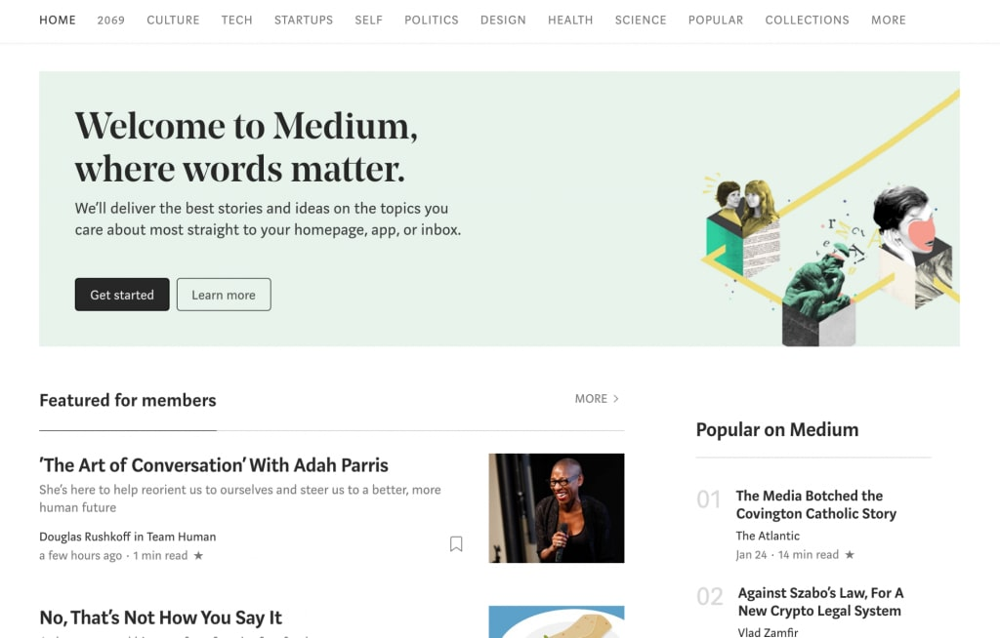 HOME 2069 CULTURE TECH STARTUPS SELF POLITICS DESIGN HEALTH SCIENCE POPULAR COLLECTIONS MORE
Welcome to Medium,
where words matter.
We’ll deliver the best stories and ideas on the topics you
care about most straight to your homepage, app, or inbox.
Get started Learn more
Featured for members
MORE
‘The Art of Conversation’ With Adah Parris
She’s here to help reorient us to ourselves and steer us to a better, more
human future
Douglas Rushkoff in Team Human
a few hours ago · 1 min read ★
No, That’s Not How You Say It
Popular on Medium
01
The Media Botched the
Covington Catholic Story
The Atlantic
Jan 24 · 14 min read ★
02
Against Szabo’s Law, For A
New Crypto Legal System
Vlad Zamfir